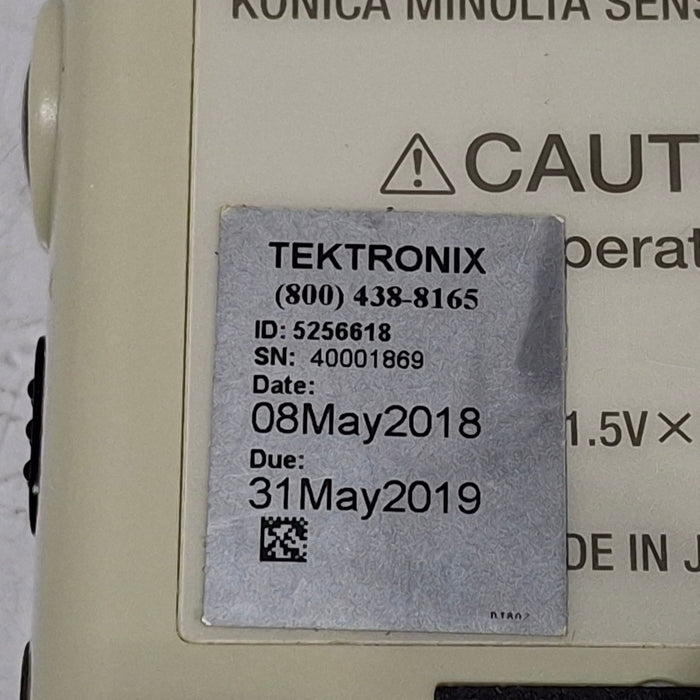 KONICA MINOLTA SENS
⚠CAUT
TEKTRONIX
(800) 438-8165
perat
ID: 5256618
SN: 40001869
Date:
08May2018
1.5V×
Due:
31May2019
DE IN J